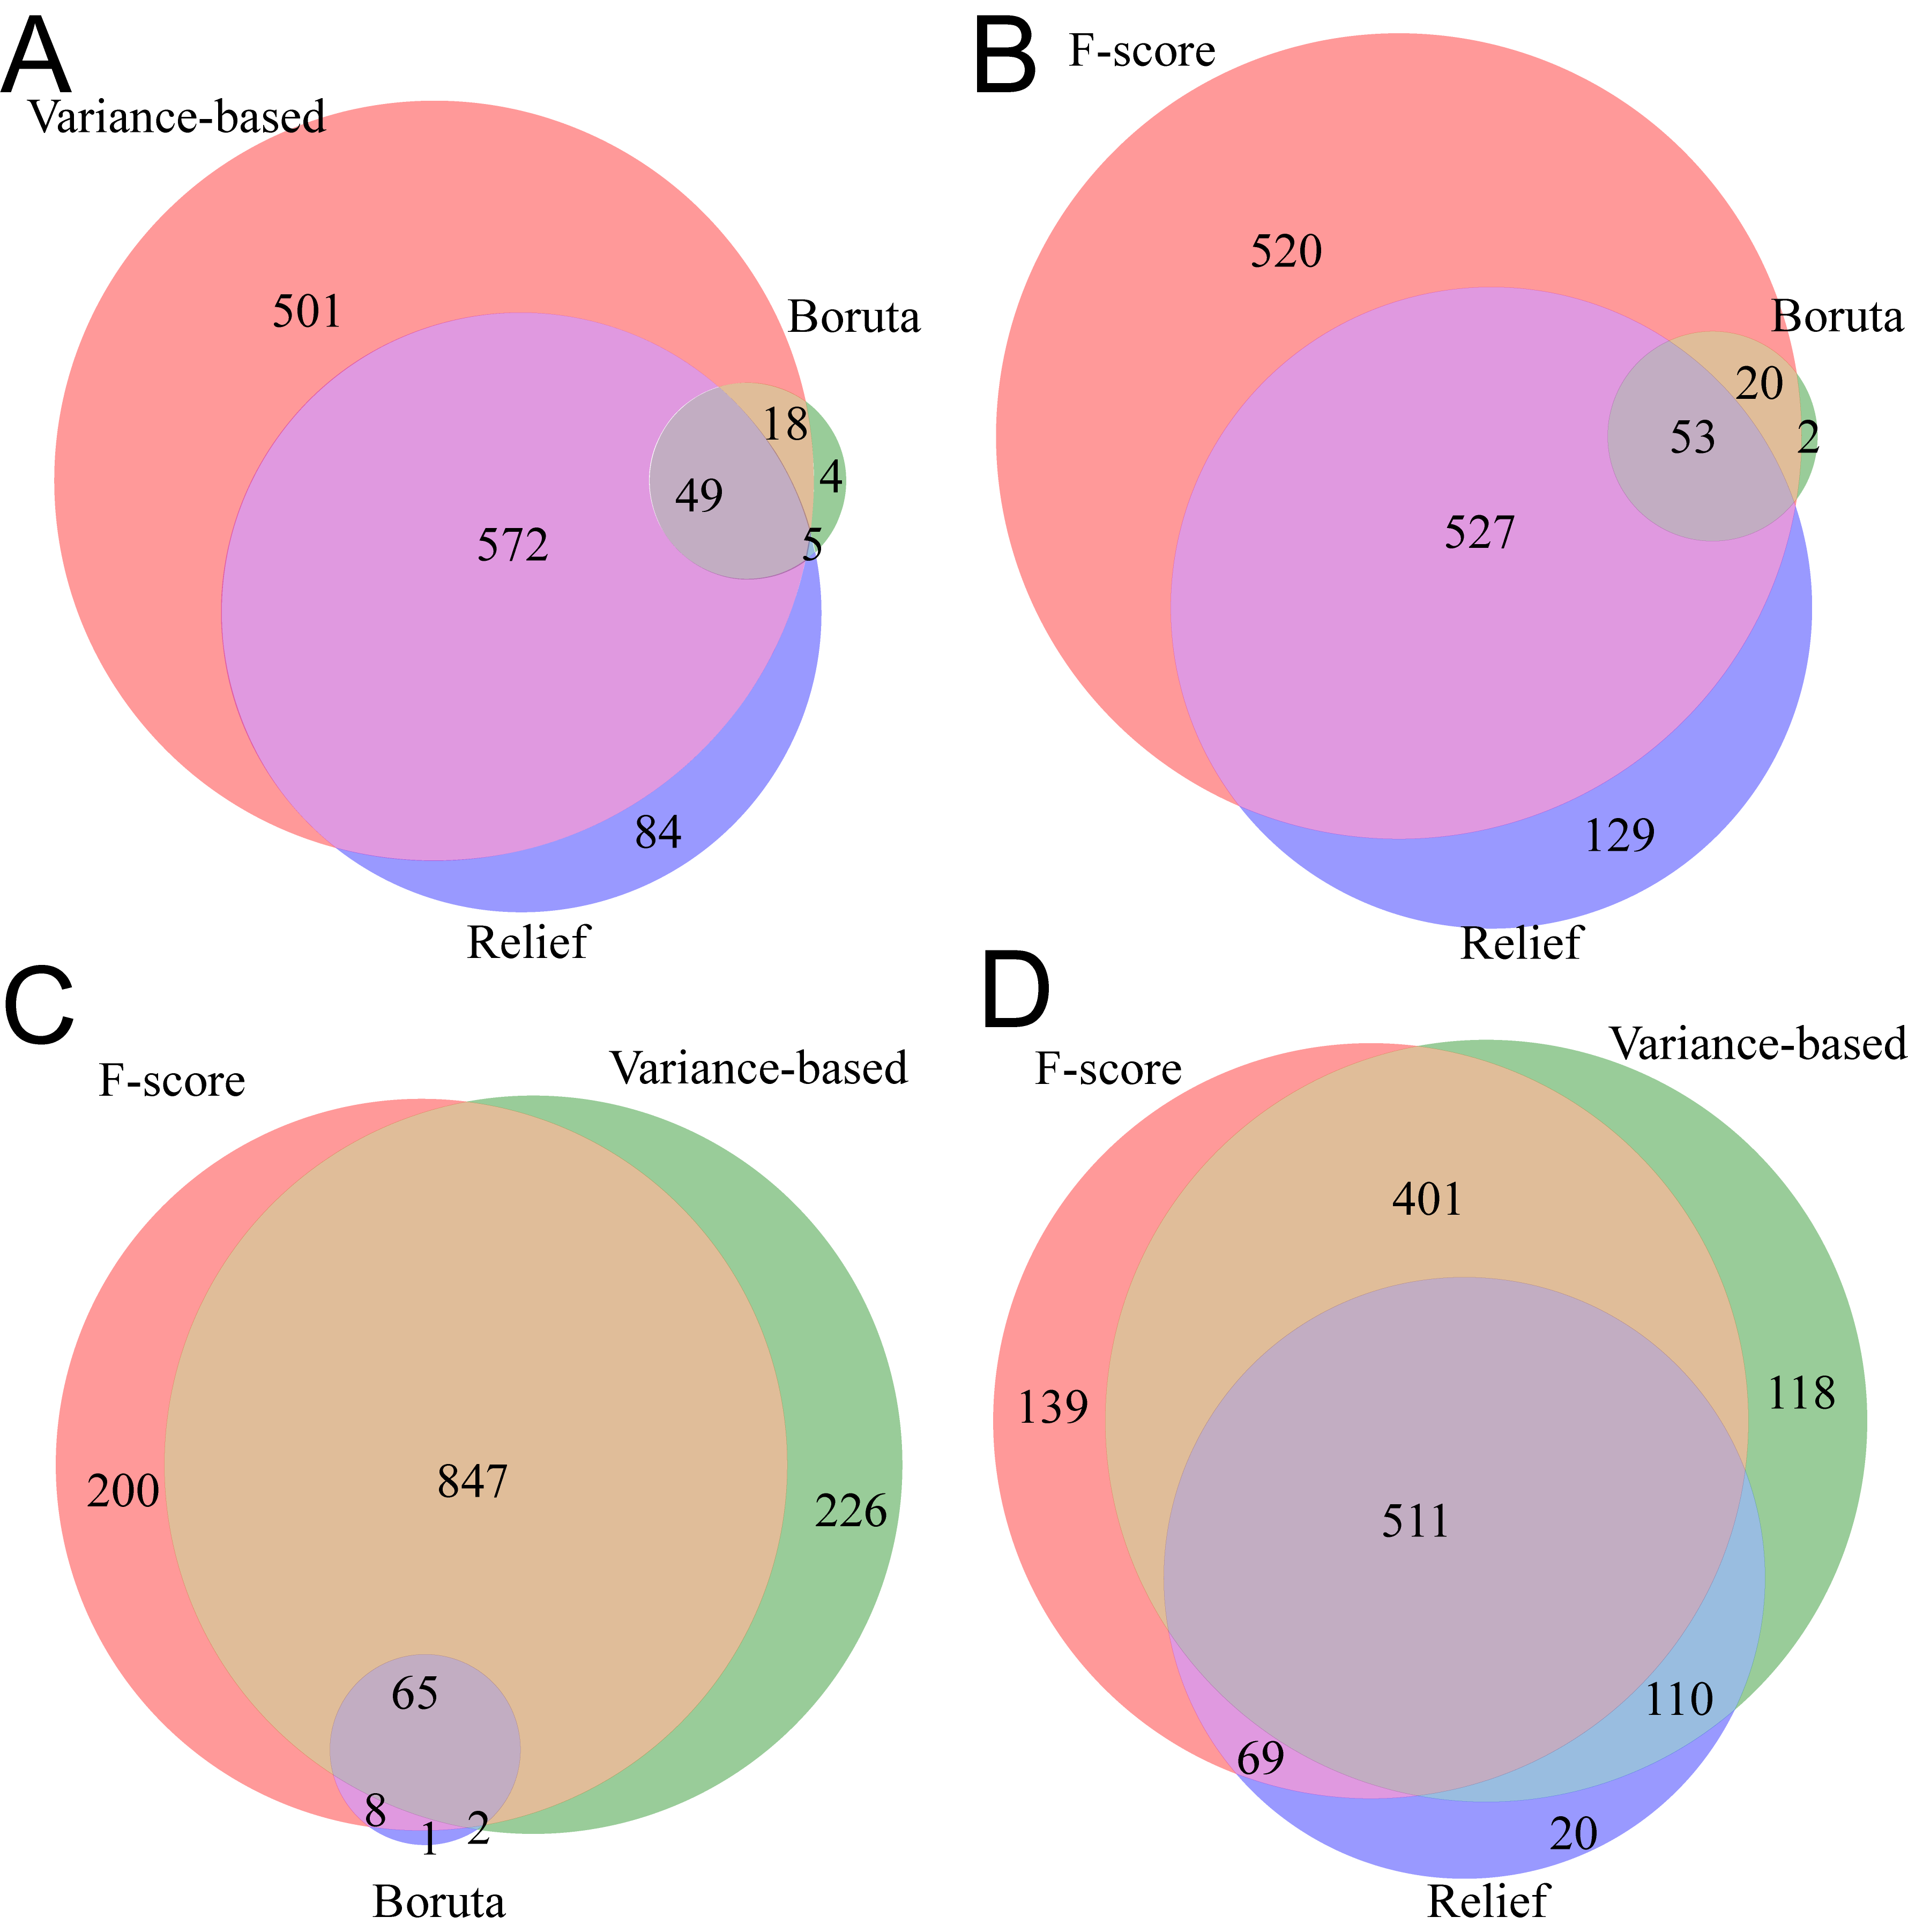 A
Variance-based
501
Boruta
18
4
49
5
572
84
Relief
B
F-score
520
Boruta
20
53
2
527
129
Relief
C
F-score
Variance-based
200
847
226
65
8
1
2
Boruta
D
F-score
Variance-based
401
139
118
511
110
69
20
Relief